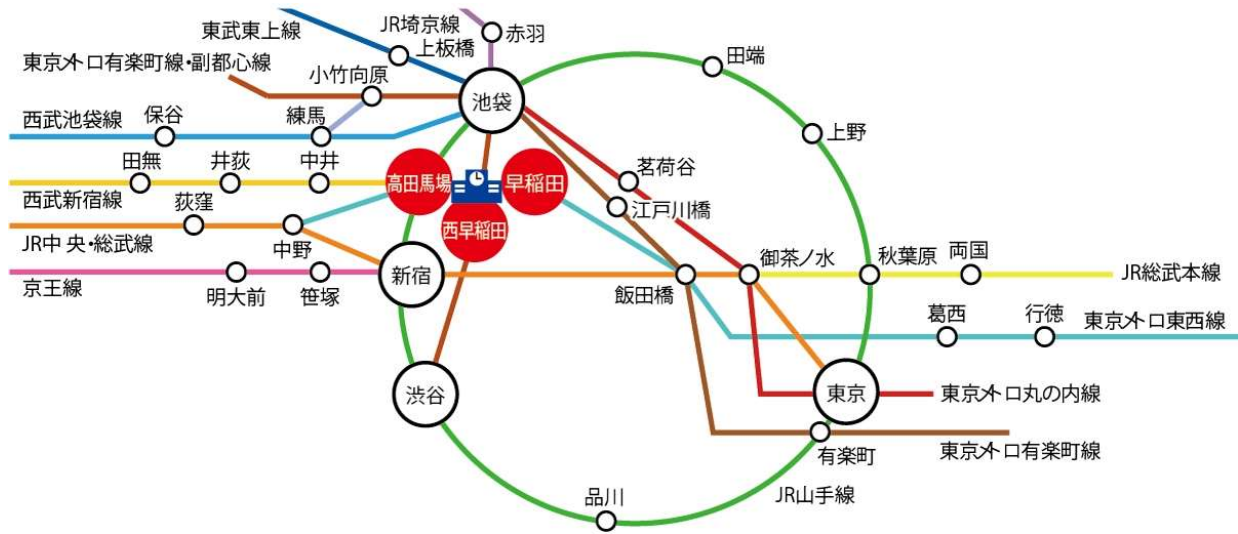 東武東上線
JR埼京線
上板橋
赤羽
田端
東京メトロ有楽町線・副都心線
小竹向原
池袋
西武池袋線
保谷
練馬
上野
田無
井荻
中井
高田馬場
早稲田
茗荷谷
西武新宿線
荻窪
西早稲田
江戸川橋
JR中央・総武線
中野
新宿
御茶ノ水
秋葉原
両国
京王線
明大前
笹塚
飯田橋
JR総武本線
葛西
行徳
東京メトロ東西線
渋谷
東京
東京メトロ丸の内線
有楽町
東京メトロ有楽町線
品川
JR山手線